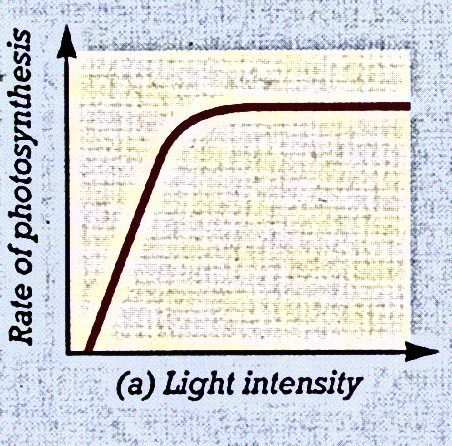 Rate of photosynthesis
(a) Light intensity